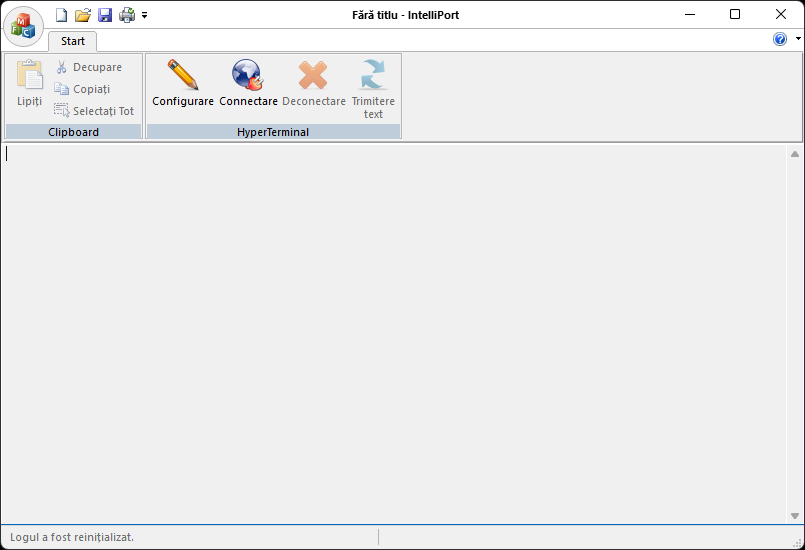 Fără titlu - IntelliPort
MFC
Start
Lipiți
Decupare
Copiați
Selectați Tot
Clipboard
Configurare
Connectare
Deconectare
Trimitere
text
HyperTerminal
Logul a fost reinițializat.